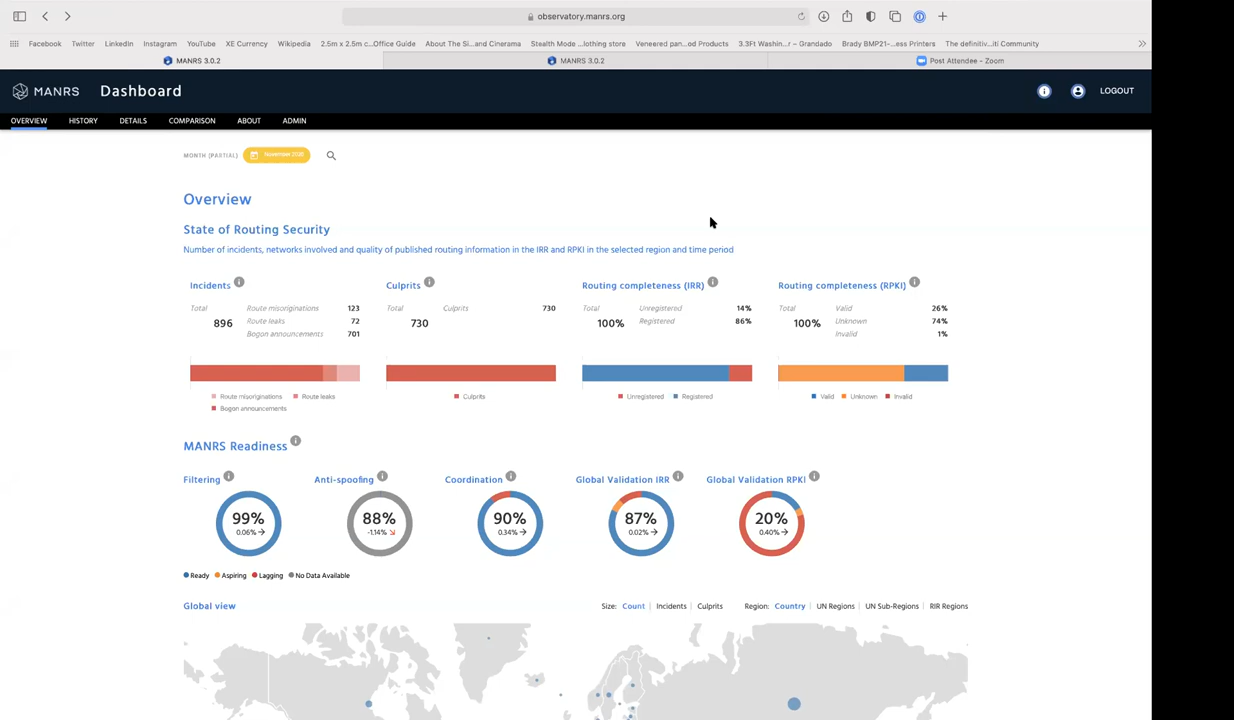 observatory.manrs.org
Facebook Twitter LinkedIn Instagram YouTube XE Currency Wikipedia 2.5m x 2.5m c...Office Guide About The Si...and Cinerama Stealth Mode ...lothing store Veneered pan...od Products 3.3Ft Washin...r – Grandado Brady BMP21-...ess Printers The definitiv...iti Community
MANRS 3.0.2 MANRS 3.0.2 Post Attendee - Zoom
MANRS Dashboard LOGOUT
OVERVIEW HISTORY DETAILS COMPARISON ABOUT ADMIN
MONTH (PARTIAL)
Overview
State of Routing Security
Number of incidents, networks involved and quality of published routing information in the IRR and RPKI in the selected region and time period
Incidents Culprits Routing completeness (IRR) Routing completeness (RPKI)
Total Route misoriginations 123 Total Culprits 730 Total Unregistered 14% Total Valid 26%
896 Route leaks 72 730 100% Registered 86% 100% Unknown 74%
Bogon announcements 701 Invalid 1%
Route misoriginations Route leaks Culprits Unregistered Registered Valid Unknown Invalid
Bogon announcements
MANRS Readiness
Filtering Anti-spoofing Coordination Global Validation IRR Global Validation RPKI
99% 88% 90% 87% 20%
0.06% → -1.14% ↘ 0.34% → 0.02% → 0.40% →
Ready Aspiring Lagging No Data Available
Global view Size: Count | Incidents | Culprits Region: Country | UN Regions | UN Sub-Regions | RIR Regions